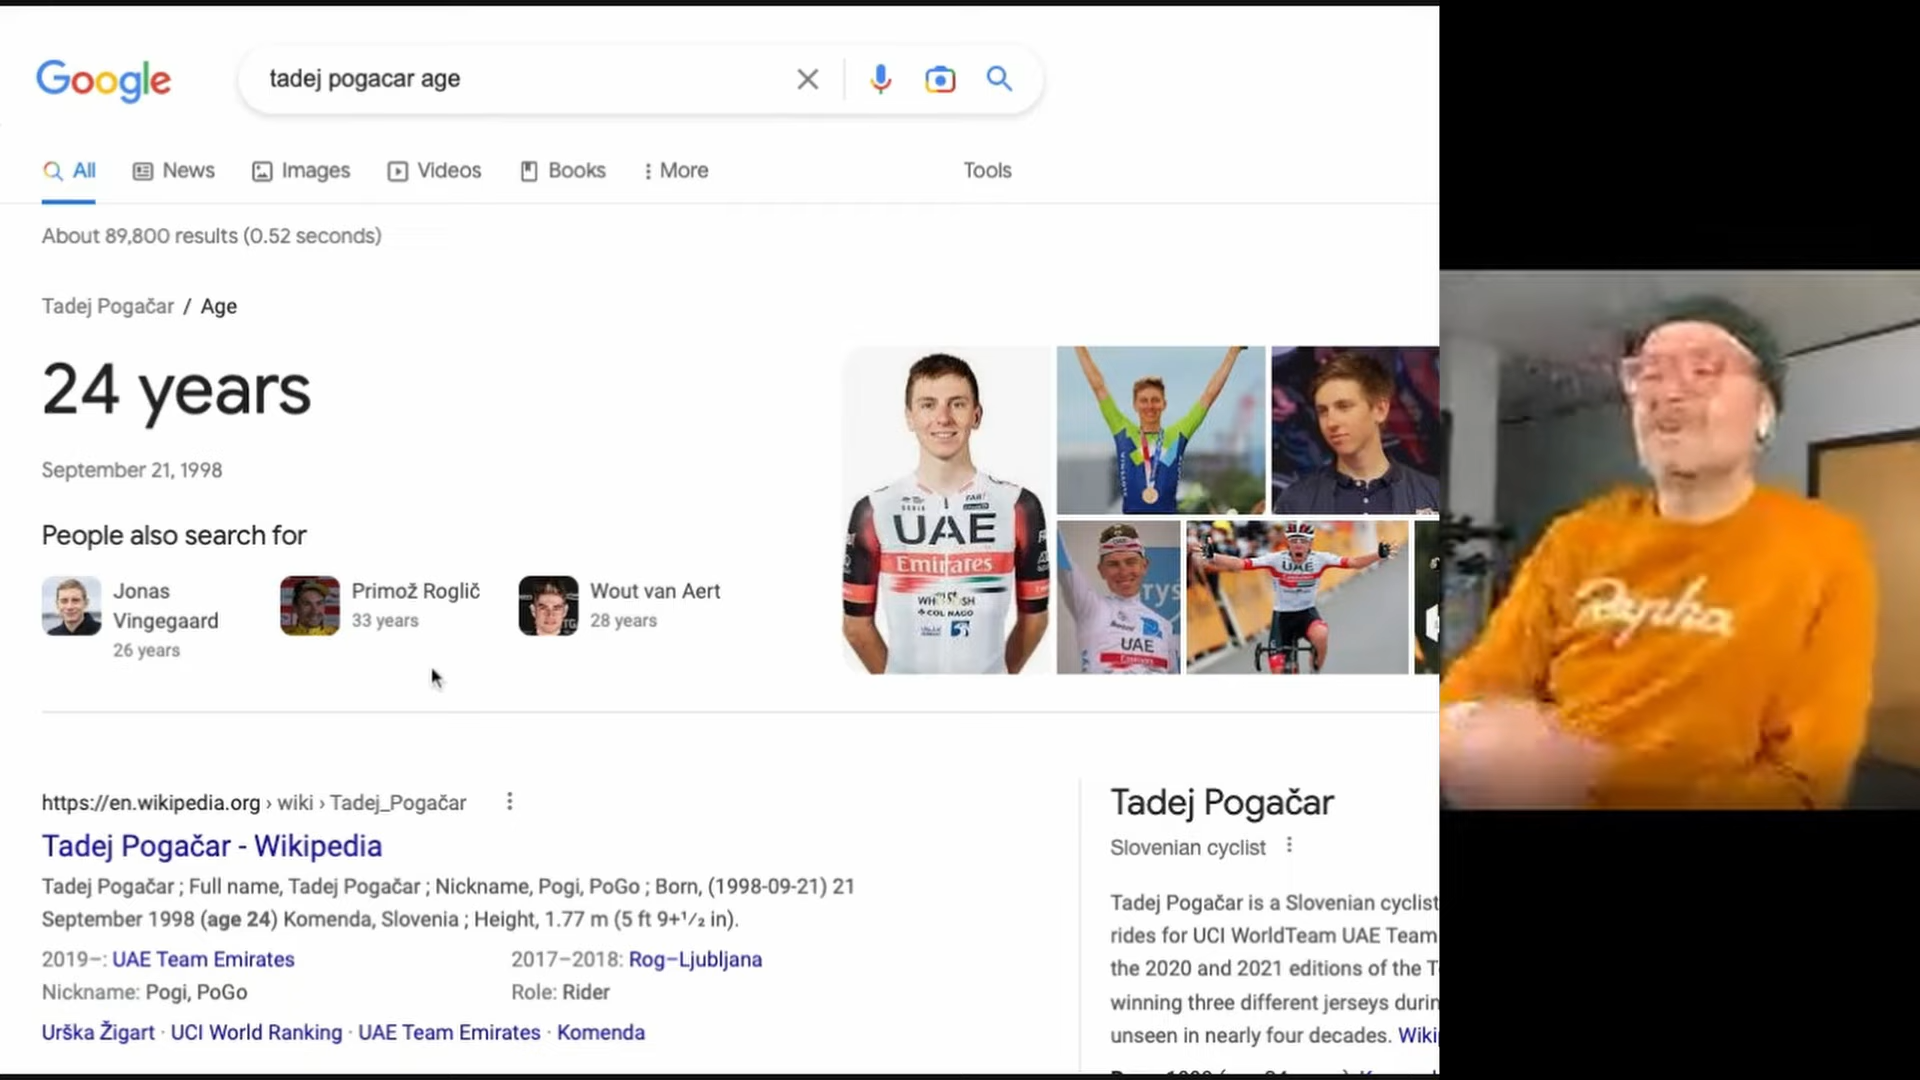 Google
tadej pogacar age
All
News
Images
Videos
Books
More
Tools
About 89,800 results (0.52 seconds)
Tadej Pogačar / Age
24 years
September 21, 1998
People also search for
Jonas
Vingegaard
26 years
Primož Roglič
33 years
Wout van Aert
28 years
UAE
Emirates
COLNAGO
SLOVENIA
UAE
Emirates
UAE
Rapha
https://en.wikipedia.org › wiki › Tadej_Pogačar
Tadej Pogačar - Wikipedia
Tadej Pogačar ; Full name, Tadej Pogačar ; Nickname, Pogi, PoGo ; Born, (1998-09-21) 21
September 1998 (age 24) Komenda, Slovenia ; Height, 1.77 m (5 ft 9+1⁄2 in).
2019–: UAE Team Emirates
2017–2018: Rog–Ljubljana
Nickname: Pogi, PoGo
Role: Rider
Urška Žigart · UCI World Ranking · UAE Team Emirates · Komenda
Tadej Pogačar
Slovenian cyclist
Tadej Pogačar is a Slovenian cyclist
rides for UCI WorldTeam UAE Team
the 2020 and 2021 editions of the T
winning three different jerseys durin
unseen in nearly four decades. Wiki